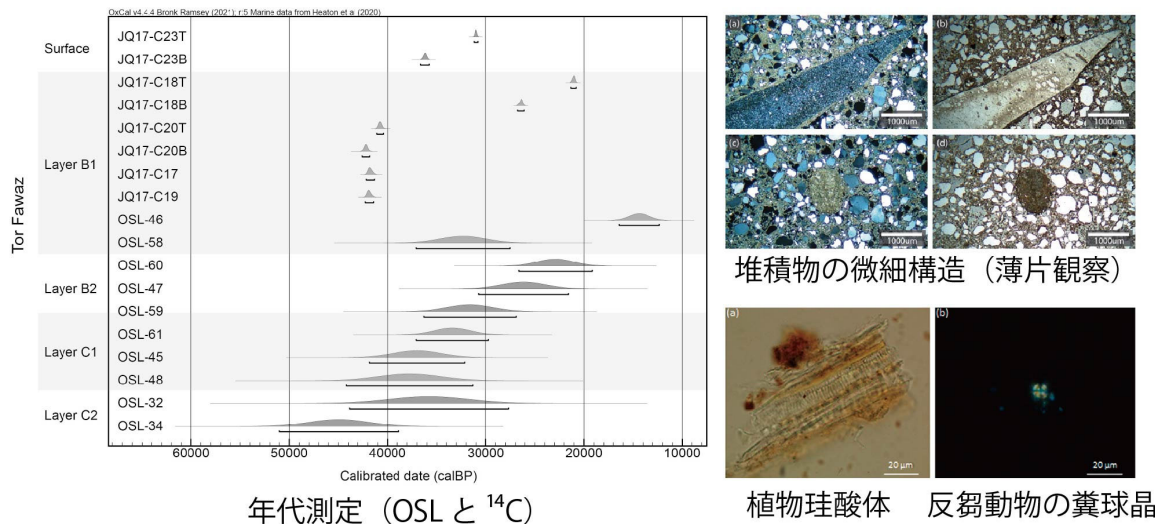 OxCal v4.4.4 Bronk Ramsey (2021); r:5 Marine data from Heaton et al (2020)
Tor Fawaz
Surface
JQ17-C23T
JQ17-C23B
Layer B1
JQ17-C18T
JQ17-C18B
JQ17-C20T
JQ17-C20B
JQ17-C17
JQ17-C19
OSL-46
OSL-58
Layer B2
OSL-60
OSL-47
OSL-59
Layer C1
OSL-61
OSL-45
OSL-48
Layer C2
OSL-32
OSL-34
60000 50000 40000 30000 20000 10000
Calibrated date (calBP)
年代測定（OSL と ¹⁴C）
(a)
1000um
(b)
1000um
(c)
1000um
(d)
1000um
堆積物の微細構造（薄片観察）
(a)
20 µm
(b)
20 µm
植物珪酸体
反芻動物の糞球晶